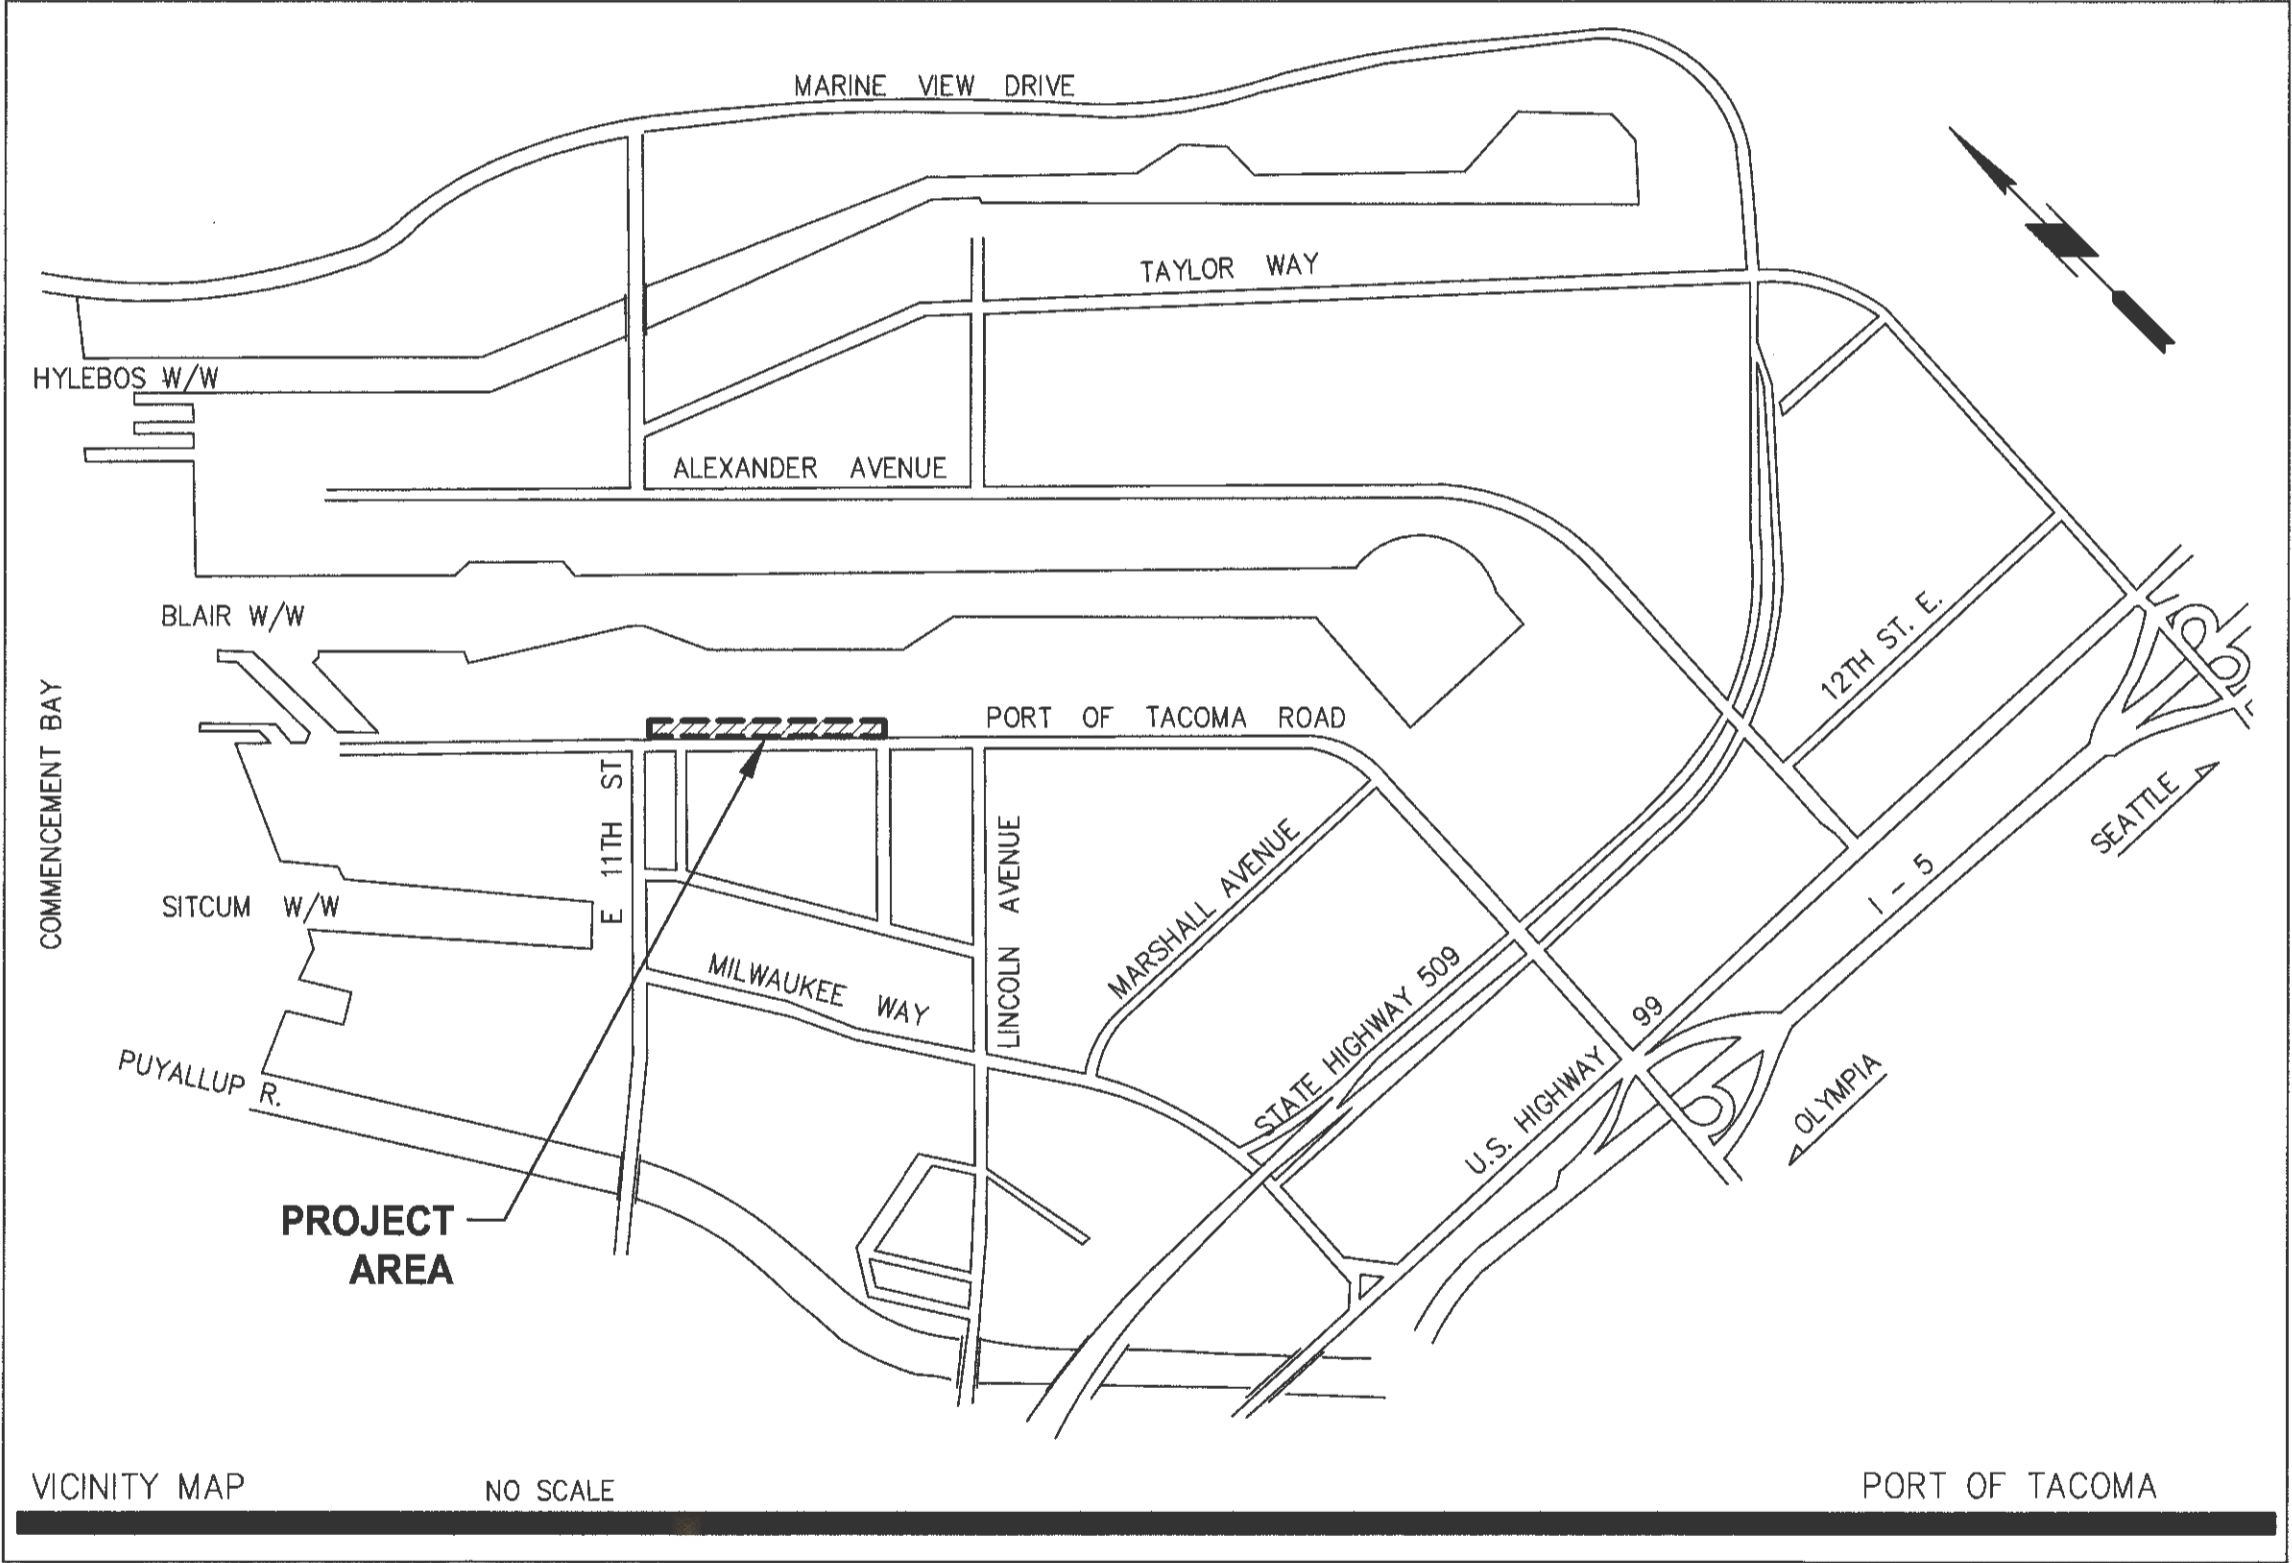 MARINE VIEW DRIVE
TAYLOR WAY
HYLEBOS W/W
ALEXANDER AVENUE
BLAIR W/W
12TH ST. E.
COMMENCEMENT BAY
PORT OF TACOMA ROAD
E 11TH ST
LINCOLN AVENUE
MARSHALL AVENUE
SEATTLE
I - 5
SITCUM W/W
MILWAUKEE WAY
STATE HIGHWAY 509
U.S. HIGHWAY 99
OLYMPIA
PUYALLUP R.
PROJECT
AREA
VICINITY MAP
NO SCALE
PORT OF TACOMA